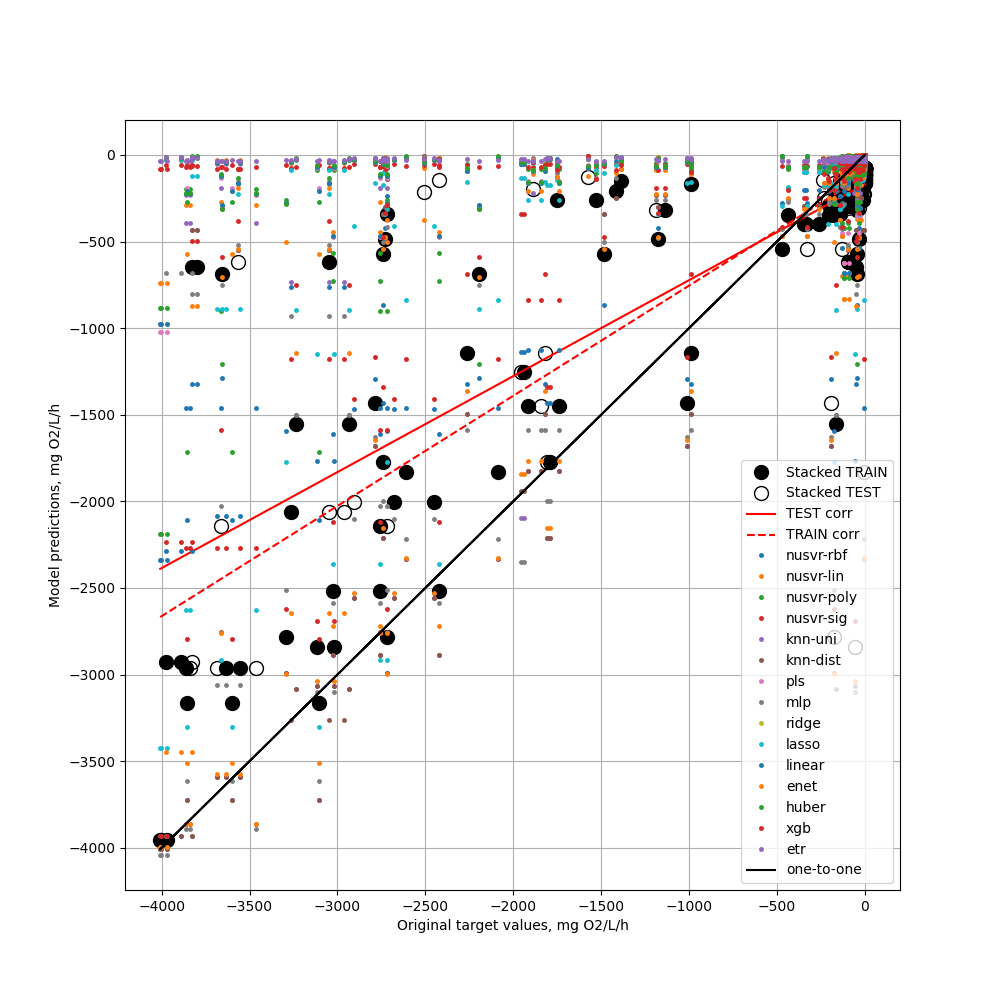 0
−500
−1000
−1500
−2000
−2500
−3000
−3500
−4000
Model predictions, mg O2/L/h
−4000 −3500 −3000 −2500 −2000 −1500 −1000 −500 0
Original target values, mg O2/L/h
Stacked TRAIN
Stacked TEST
TEST corr
TRAIN corr
nusvr-rbf
nusvr-lin
nusvr-poly
nusvr-sig
knn-uni
knn-dist
pls
mlp
ridge
lasso
linear
enet
huber
xgb
etr
one-to-one